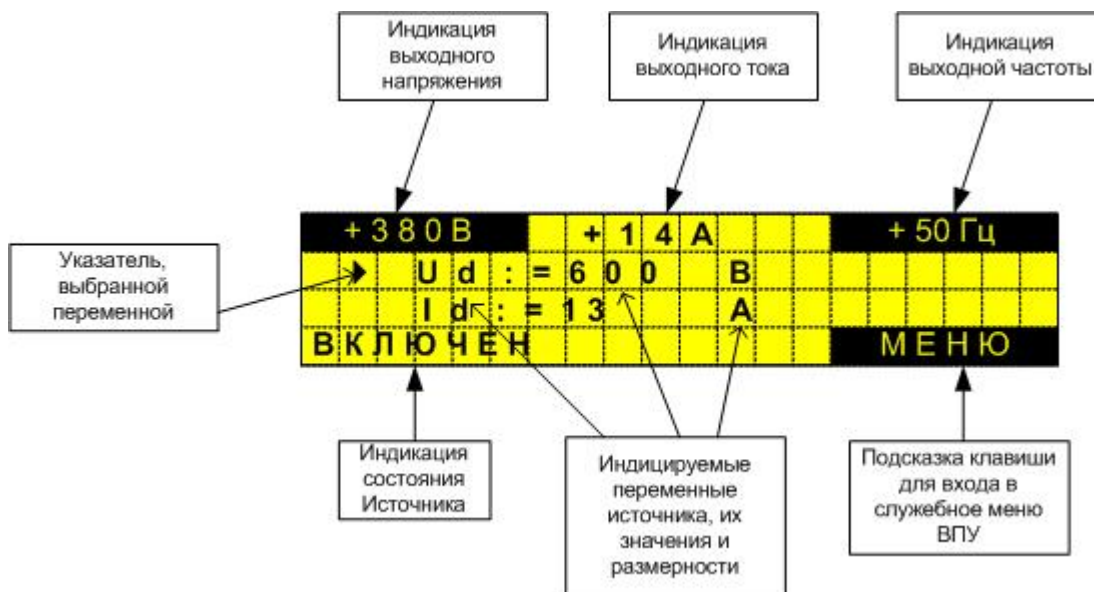 Индикация
выходного
напряжения
Индикация
выходного тока
Индикация
выходной частоты
+380В
+14А
+50 Гц
Указатель,
выбранной
переменной
Ud:=600 В
Id:=13 А
ВКЛЮЧЕН
МЕНЮ
Индикация
состояния
Источника
Индицируемые
переменные
источника, их
значения и
размерности
Подсказка клавиши
для входа в
служебное меню
ВПУ